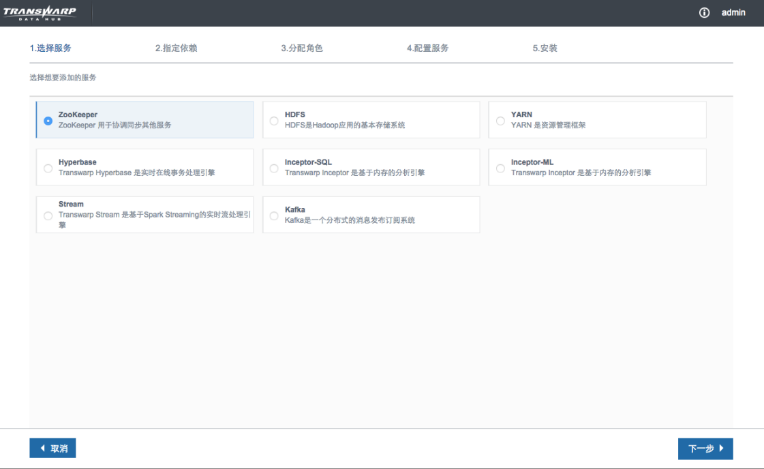 TRANSWARP
DATA HUB
admin
1.选择服务
2.指定依赖
3.分配角色
4.配置服务
5.安装
选择想要添加的服务
ZooKeeper
ZooKeeper 用于协调同步其他服务
HDFS
HDFS是Hadoop应用的基本存储系统
YARN
YARN 是资源管理框架
Hyperbase
Transwarp Hyperbase 是实时在线事务处理引擎
Inceptor-SQL
Transwarp Inceptor 是基于内存的分析引擎
Inceptor-ML
Transwarp Inceptor 是基于内存的分析引擎
Stream
Transwarp Stream 是基于Spark Streaming的实时流处理引
擎
Kafka
Kafka是一个分布式的消息发布订阅系统
取消
下一步